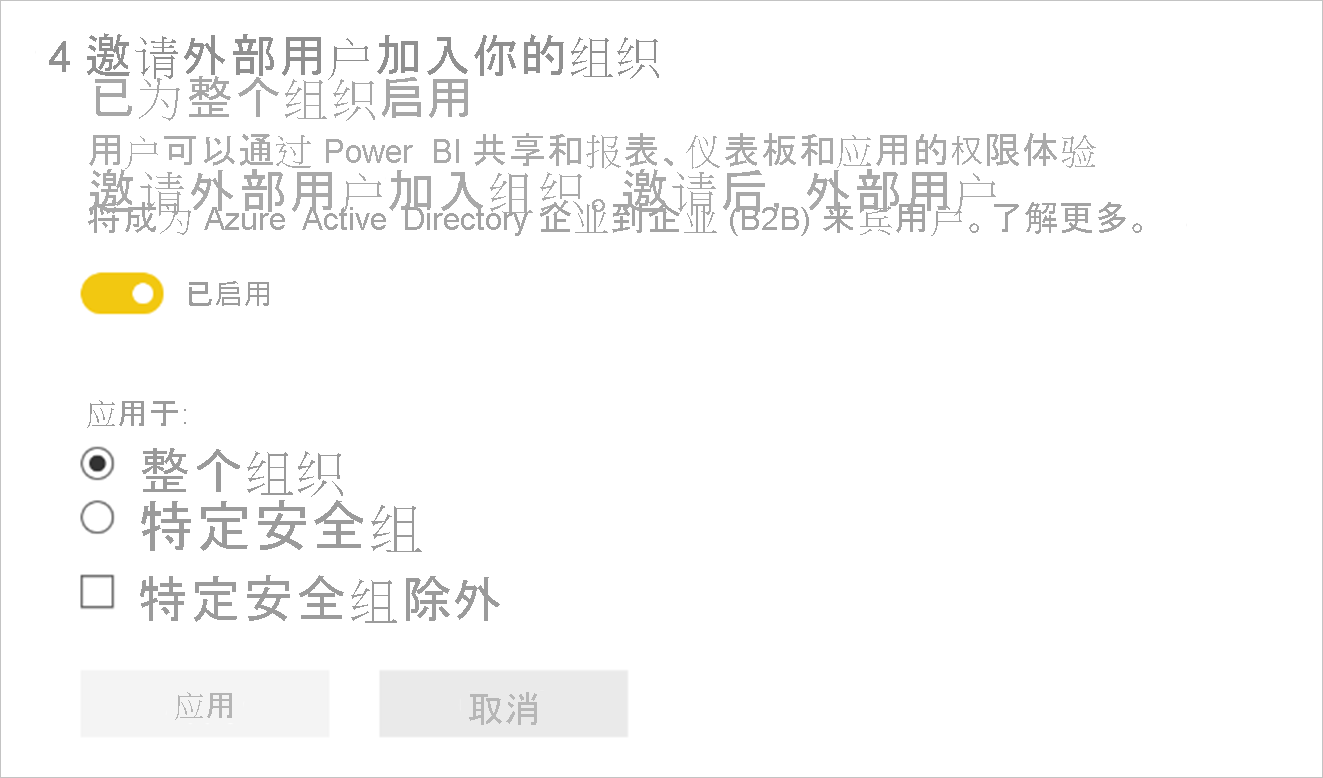 4 邀请外部用户加入你的组织
已为整个组织启用
用户可以通过 Power BI 共享和报表、仪表板和应用的权限体验
邀请外部用户加入组织。邀请后，外部用户
将成为 Azure Active Directory 企业到企业 (B2B) 来宾用户。了解更多。
已启用
应用于:
整个组织
特定安全组
特定安全组除外
应用
取消